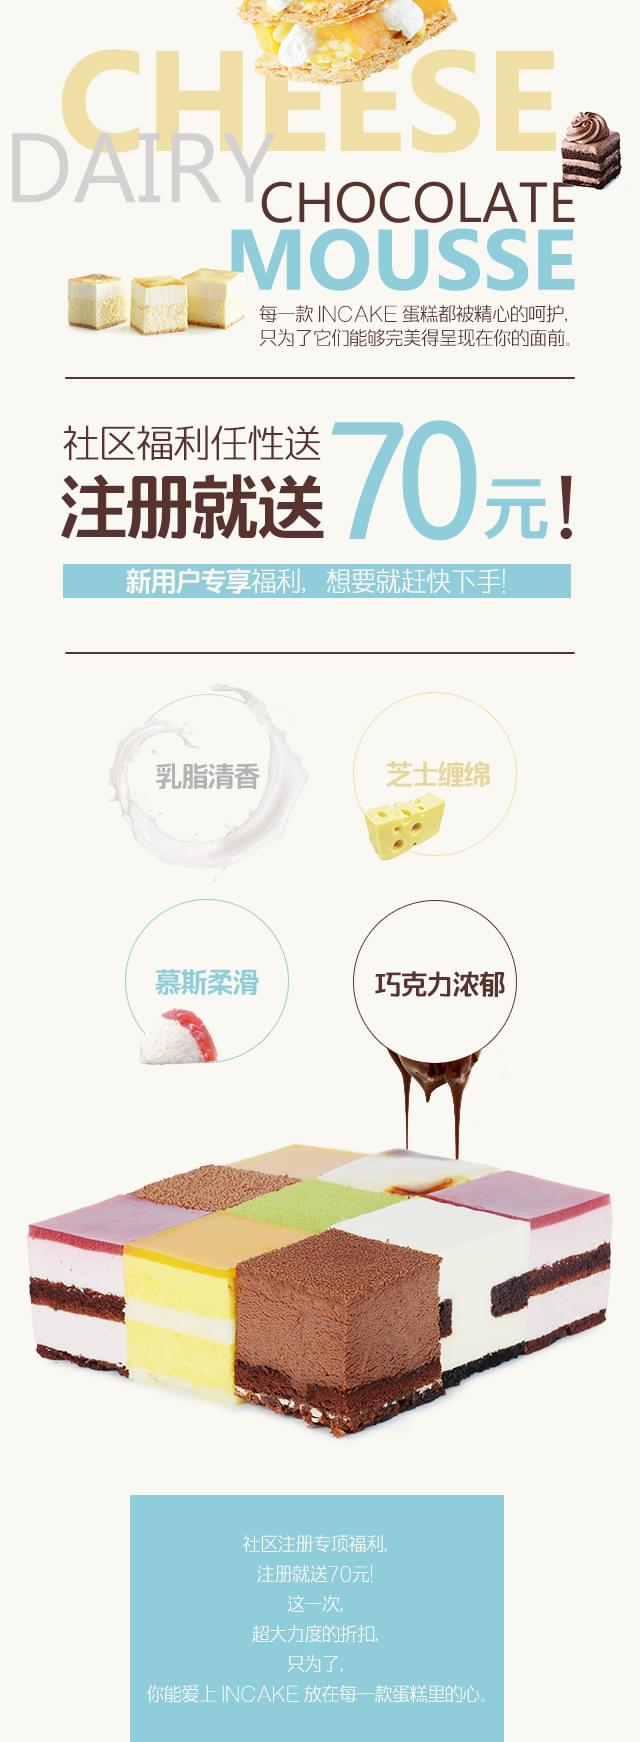 CHEESE
DAIRY
CHOCOLATE
MOUSSE
每一款 INCAKE 蛋糕都被精心的呵护,
只为了它们能够完美得呈现在你的面前。
社区福利任性送
注册就送70元!
新用户专享福利, 想要就赶快下手!
乳脂清香
芝士缠绵
慕斯柔滑
巧克力浓郁
社区注册专项福利,
注册就送70元!
这一次,
超大力度的折扣,
只为了,
你能爱上 INCAKE 放在每一款蛋糕里的心。